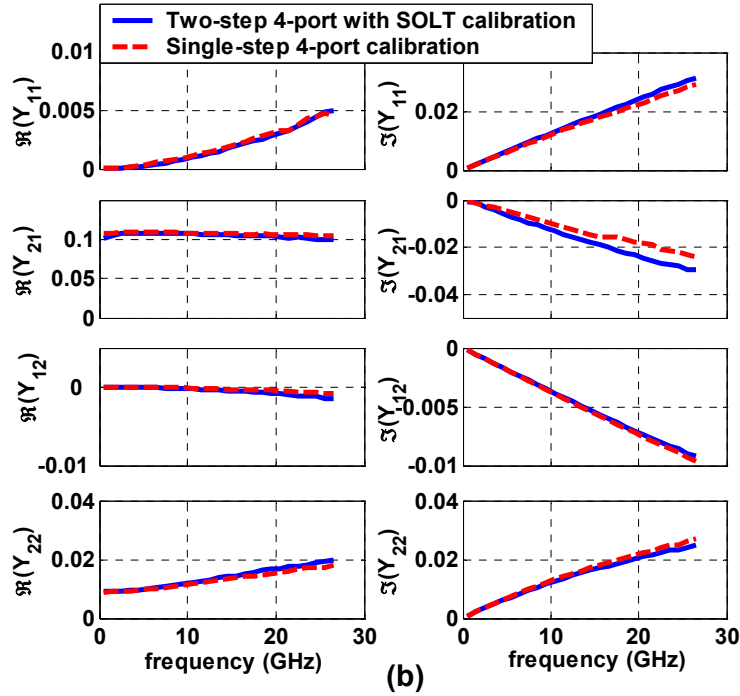 Two-step 4-port with SOLT calibration
Single-step 4-port calibration
0.01
0.005
0
ℜ(Y11)
0.02
0
ℑ(Y11)
0.1
0.05
0
ℜ(Y21)
0
-0.02
-0.04
ℑ(Y21)
0
-0.01
ℜ(Y12)
0
-0.005
-0.01
ℑ(Y12)
0.04
0.02
0
ℜ(Y22)
0 10 20 30
frequency (GHz)
0.04
0.02
0
ℑ(Y22)
0 10 20 30
frequency (GHz)
(b)